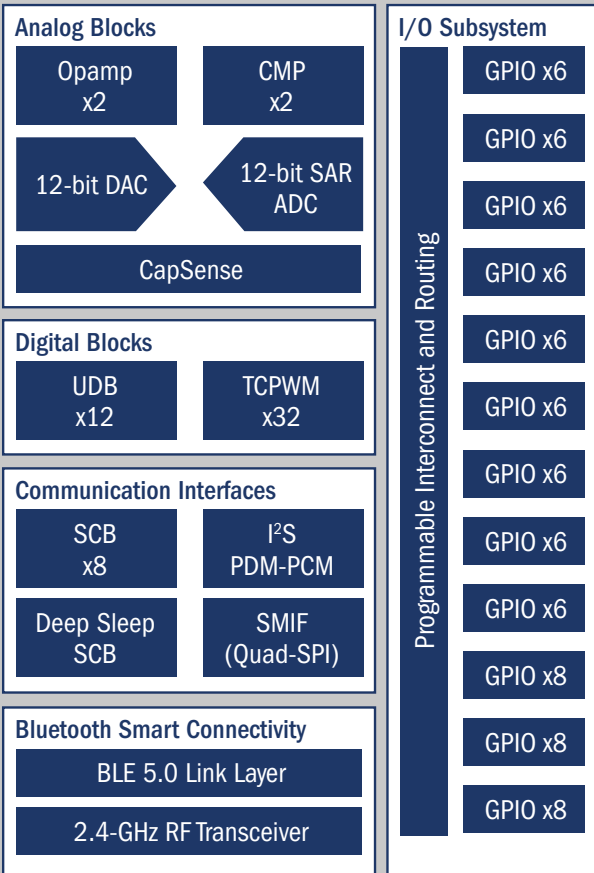 Analog Blocks
Opamp
x2
CMP
x2
12-bit DAC
12-bit SAR
ADC
CapSense
Digital Blocks
UDB
x12
TCPWM
x32
Communication Interfaces
SCB
x8
I²S
PDM-PCM
Deep Sleep
SCB
SMIF
(Quad-SPI)
Bluetooth Smart Connectivity
BLE 5.0 Link Layer
2.4-GHz RF Transceiver
I/O Subsystem
Programmable Interconnect and Routing
GPIO x6
GPIO x6
GPIO x6
GPIO x6
GPIO x6
GPIO x6
GPIO x6
GPIO x6
GPIO x6
GPIO x8
GPIO x8
GPIO x8